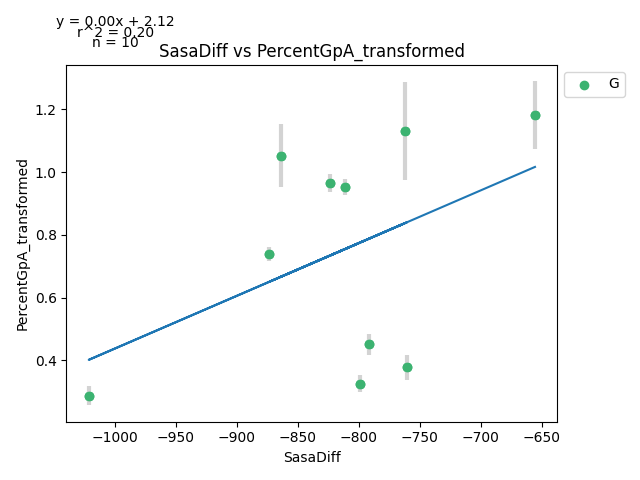 y = 0.00x + 2.12
r^2 = 0.20
n = 10
SasaDiff vs PercentGpA_transformed
G
PercentGpA_transformed
1.2
1.0
0.8
0.6
0.4
−1000
−950
−900
−850
−800
−750
−700
−650
SasaDiff